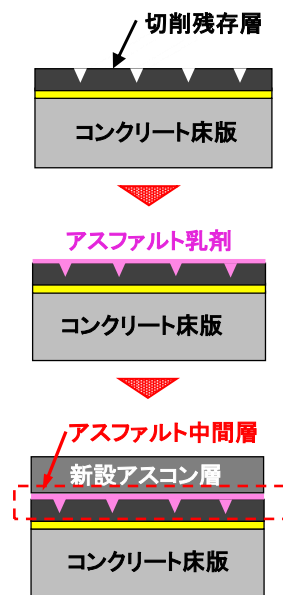 切削残存層
コンクリート床版
アスファルト乳剤
コンクリート床版
アスファルト中間層
新設アスコン層
コンクリート床版